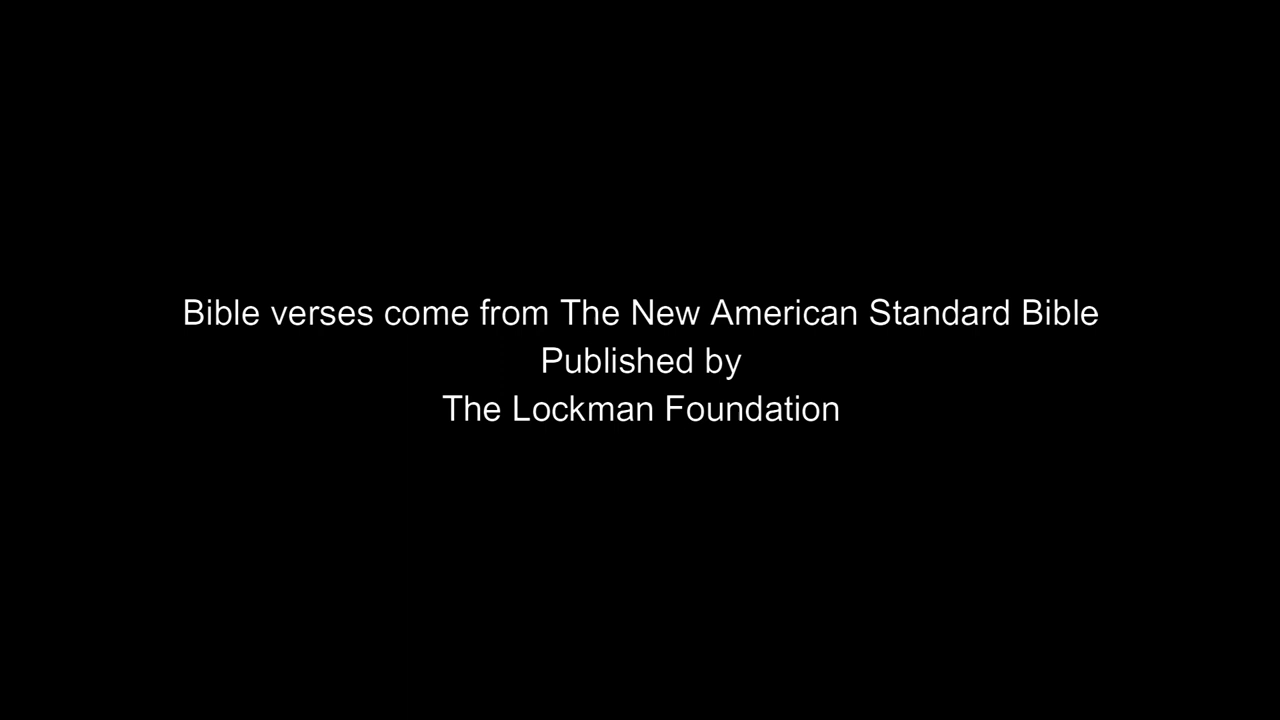 Bible verses come from The New American Standard Bible
Published by
The Lockman Foundation